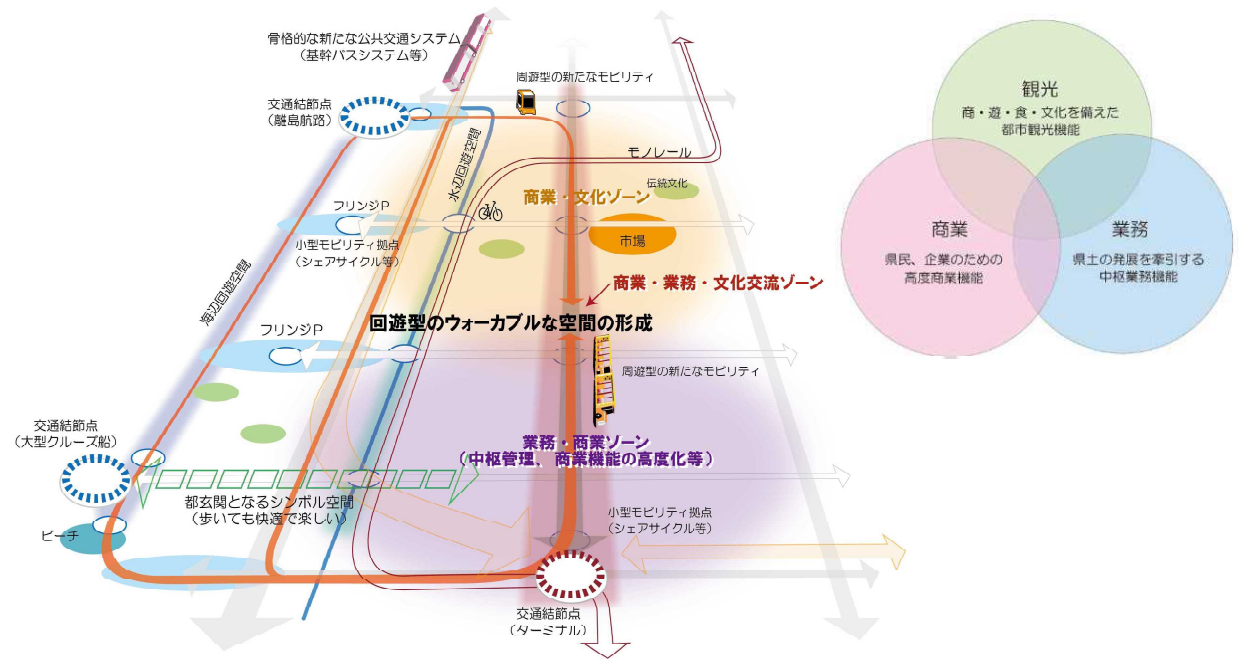 骨格的な新たな公共交通システム
（基幹バスシステム等）
周遊型の新たなモビリティ
交通結節点
（離島航路）
水辺回遊空間
モノレール
伝統文化
商業・文化ゾーン
フリンジP
市場
小型モビリティ拠点
（シェアサイクル等）
海辺回遊空間
商業・業務・文化交流ゾーン
回遊型のウォーカブルな空間の形成
フリンジP
周遊型の新たなモビリティ
交通結節点
（大型クルーズ船）
業務・商業ゾーン
（中枢管理、商業機能の高度化等）
都玄関となるシンボル空間
（歩いても快適で楽しい）
小型モビリティ拠点
（シェアサイクル等）
ビーチ
交通結節点
（ターミナル）
観光
商・遊・食・文化を備えた
都市観光機能
商業
県民、企業のための
高度商業機能
業務
県土の発展を牽引する
中枢業務機能